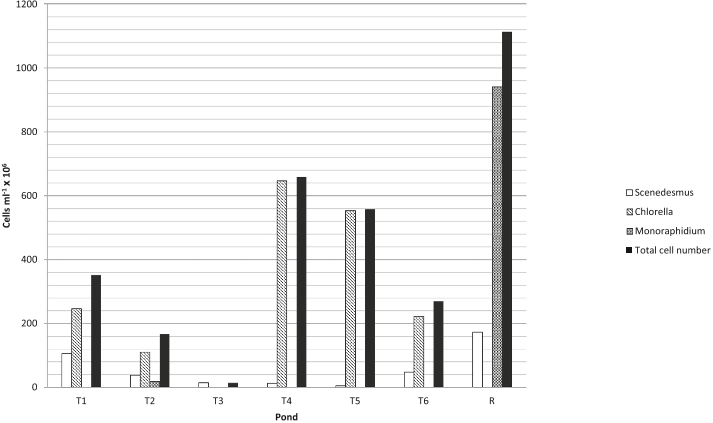 1200
1000
800
600
400
200
0
Cells ml⁻¹ x 10⁶
T1 T2 T3 T4 T5 T6 R
Pond
Scenedesmus
Chlorella
Monoraphidium
Total cell number